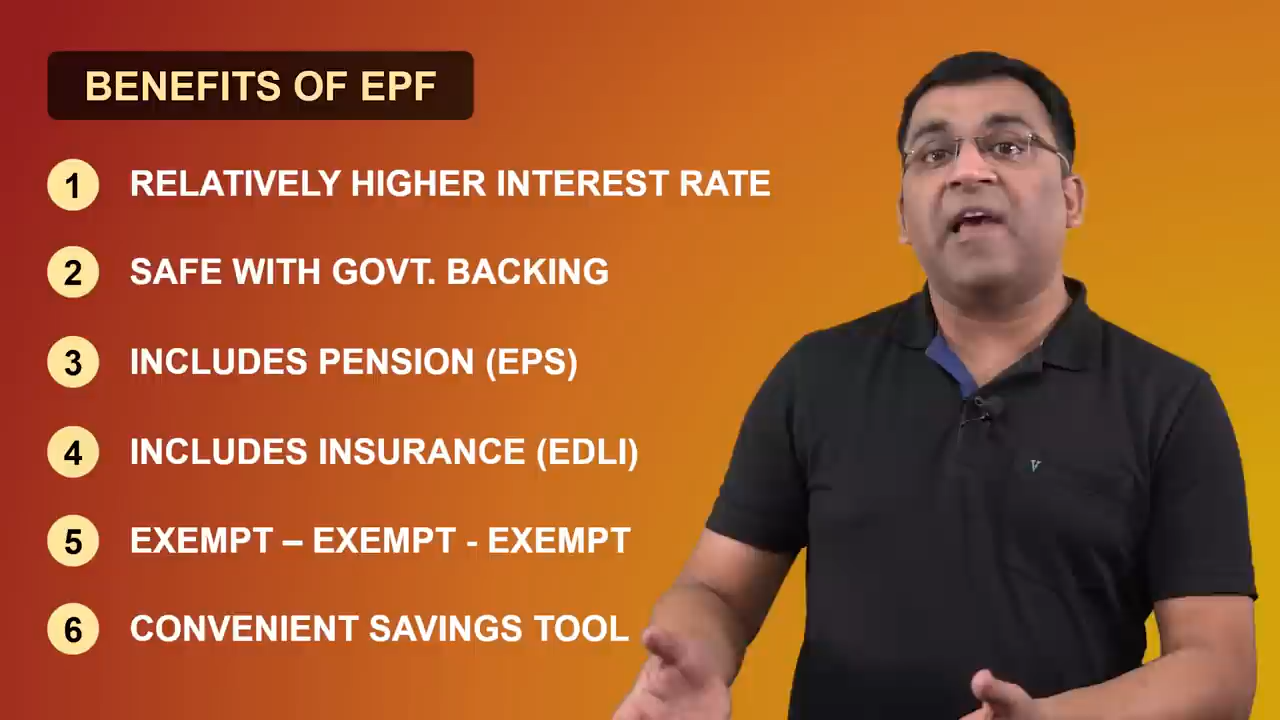 BENEFITS OF EPF
1 RELATIVELY HIGHER INTEREST RATE
2 SAFE WITH GOVT. BACKING
3 INCLUDES PENSION (EPS)
4 INCLUDES INSURANCE (EDLI)
5 EXEMPT – EXEMPT - EXEMPT
6 CONVENIENT SAVINGS TOOL
V